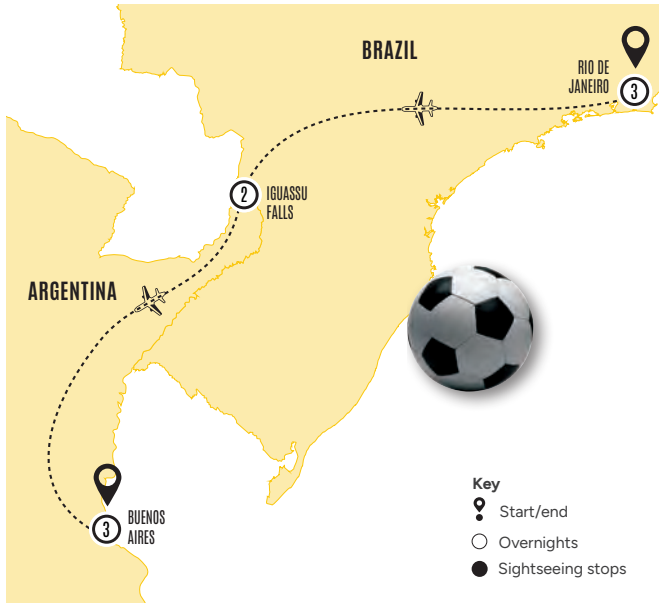 BRAZIL
RIO DE
JANEIRO
3
2
IGUASSU
FALLS
ARGENTINA
3
BUENOS
AIRES
Key
Start/end
Overnights
Sightseeing stops